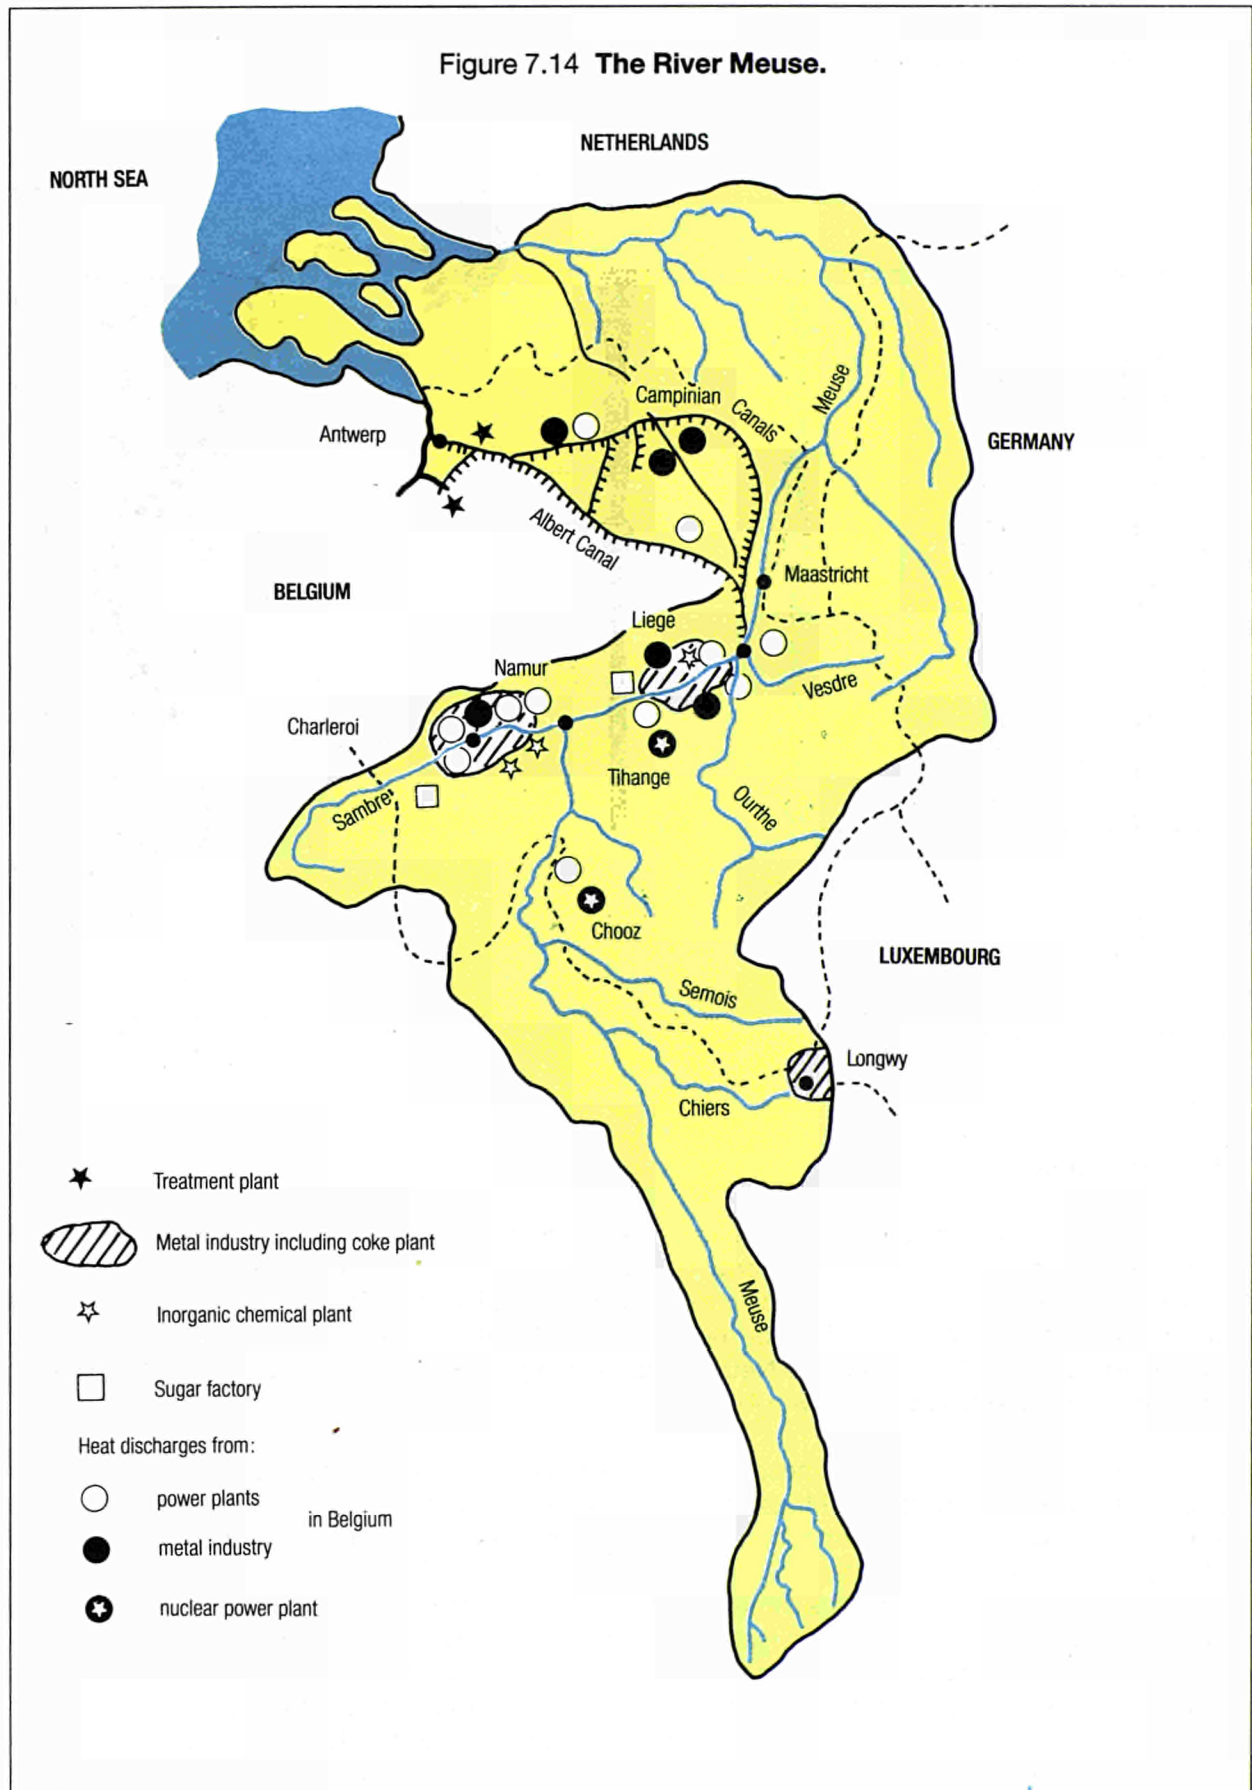 Figure 7.14 The River Meuse.
NETHERLANDS
NORTH SEA
Campinian
Canals
Meuse
Antwerp
GERMANY
Albert Canal
Maastricht
BELGIUM
Liege
Namur
Vesdre
Charleroi
Tihange
Sambre
Ourthe
Chooz
LUXEMBOURG
Semois
Longwy
Chiers
Treatment plant
Metal industry including coke plant
Meuse
Inorganic chemical plant
Sugar factory
Heat discharges from:
power plants
in Belgium
metal industry
nuclear power plant